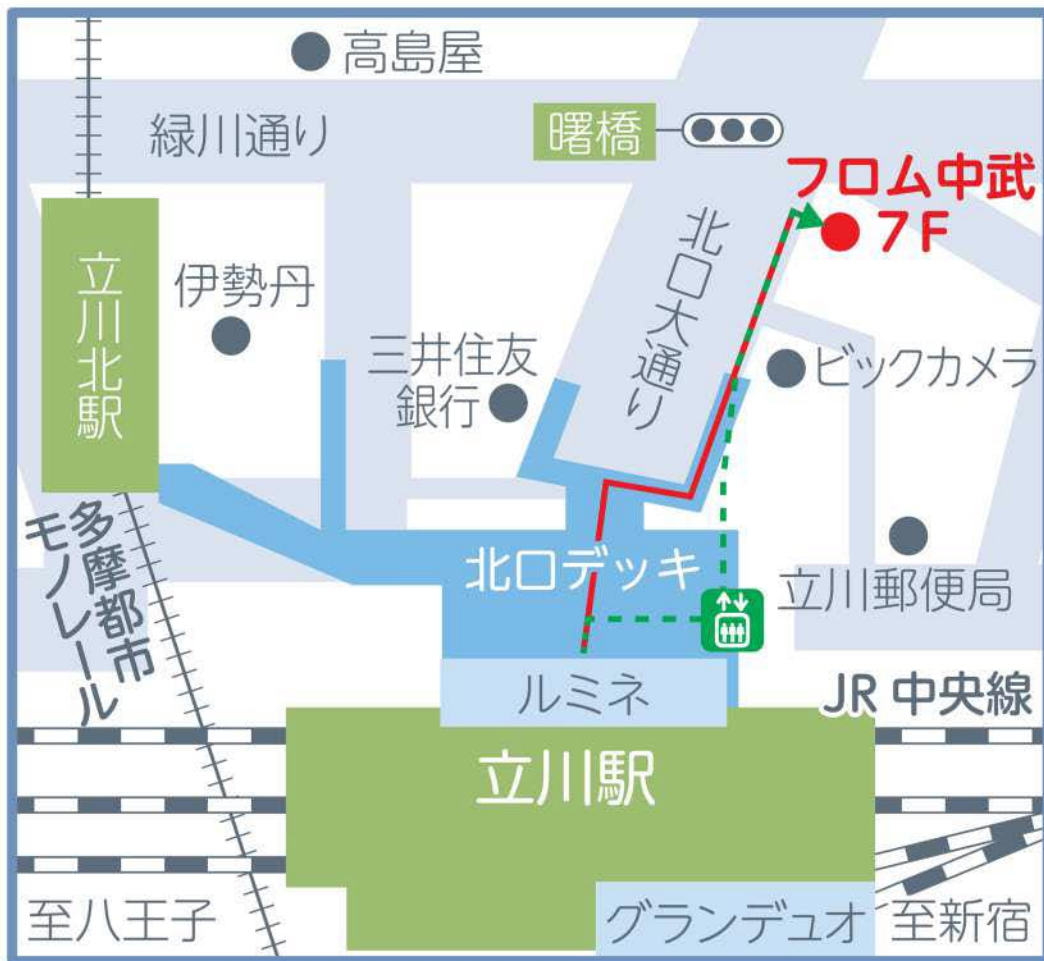 高島屋
緑川通り
曙橋
フロム中武
7F
立川北駅
伊勢丹
三井住友
銀行
北口大通り
ビックカメラ
多摩都市
モノレール
北口デッキ
立川郵便局
ルミネ
JR 中央線
立川駅
至八王子
グランデュオ
至新宿